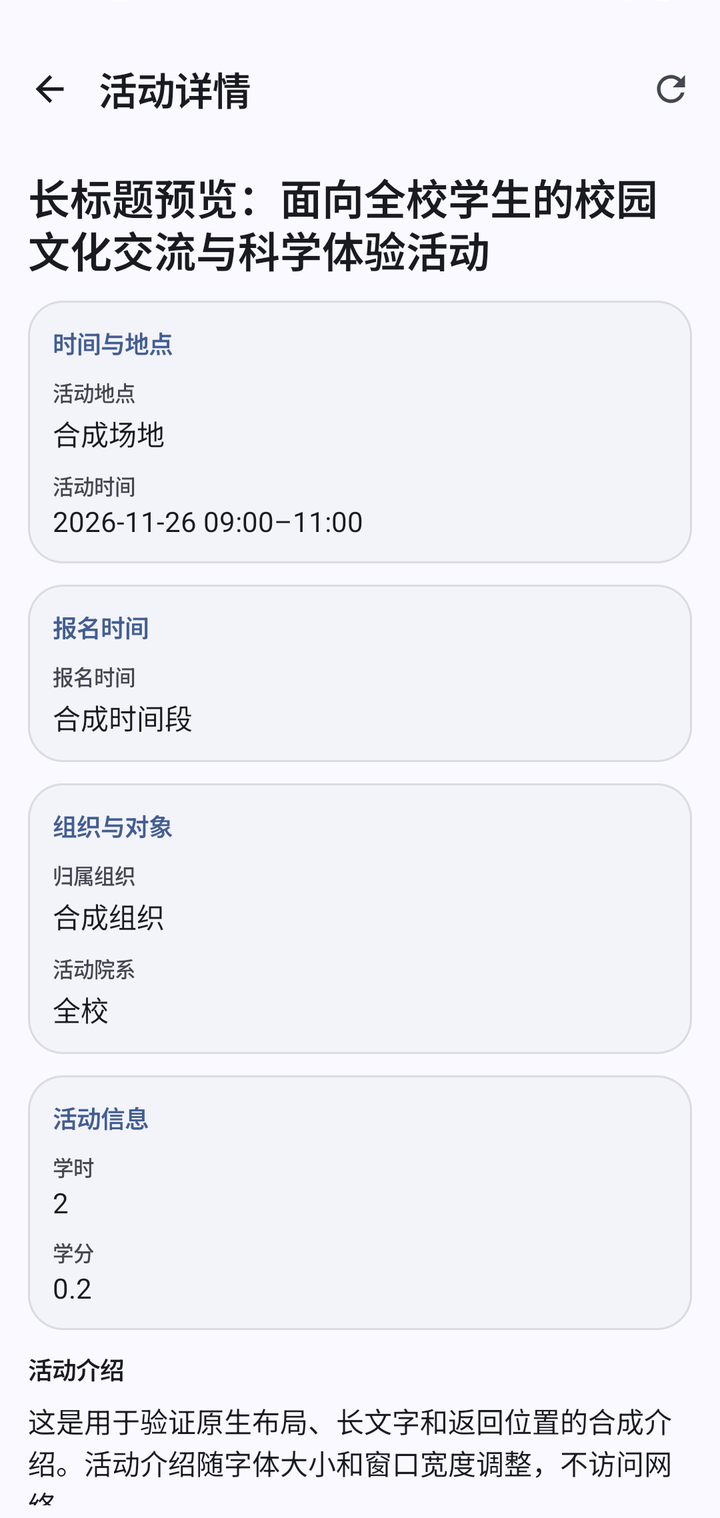 活动详情
长标题预览：面向全校学生的校园
文化交流与科学体验活动
时间与地点
活动地点
合成场地
活动时间
2026-11-26 09:00–11:00
报名时间
报名时间
合成时间段
组织与对象
归属组织
合成组织
活动院系
全校
活动信息
学时
2
学分
0.2
活动介绍
这是用于验证原生布局、长文字和返回位置的合成介
绍。活动介绍随字体大小和窗口宽度调整，不访问网